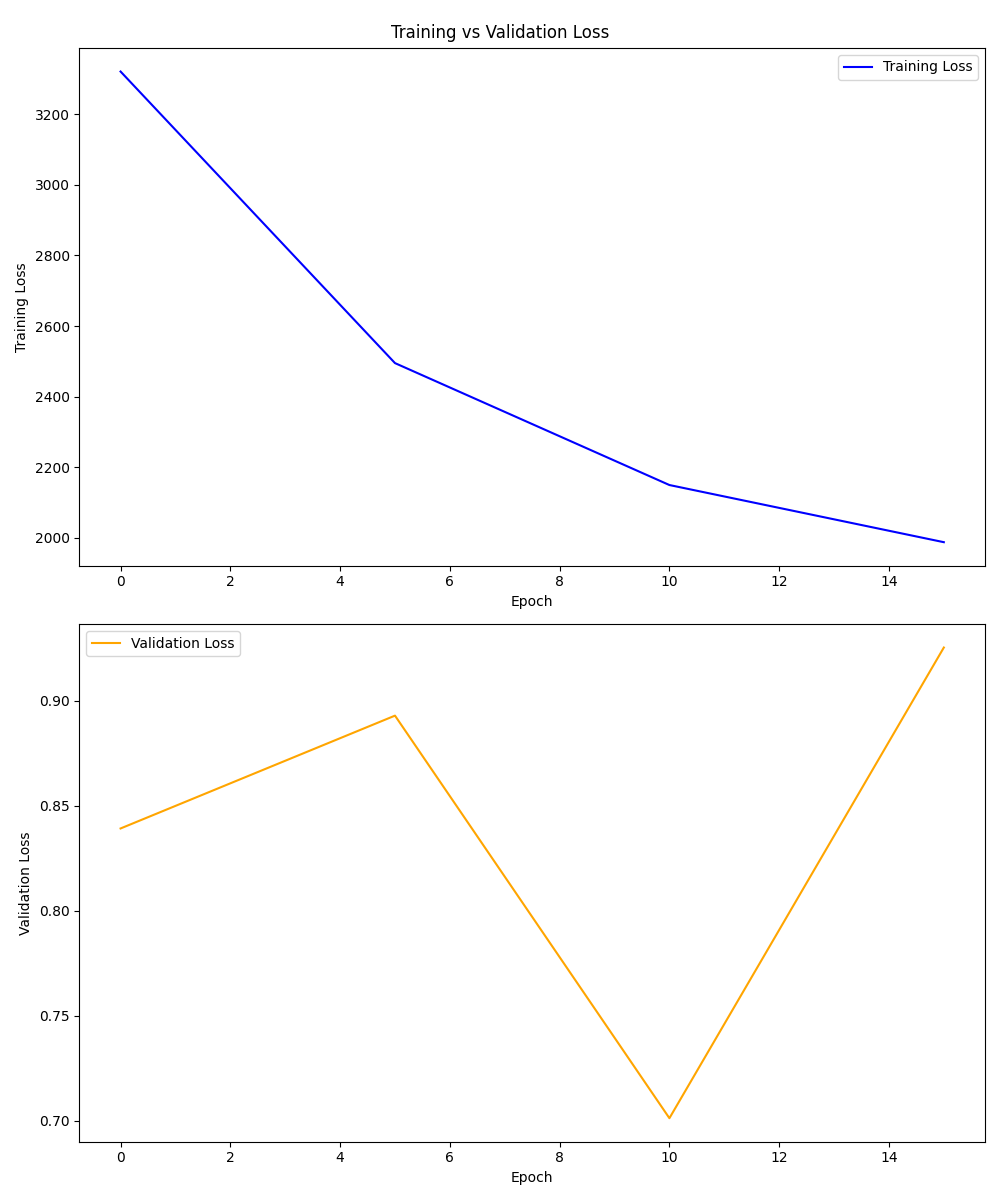 Training vs Validation Loss
Training Loss
3200
3000
2800
2600
2400
2200
2000
Training Loss
0 2 4 6 8 10 12 14
Epoch
Validation Loss
0.90
0.85
0.80
0.75
0.70
Validation Loss
0 2 4 6 8 10 12 14
Epoch